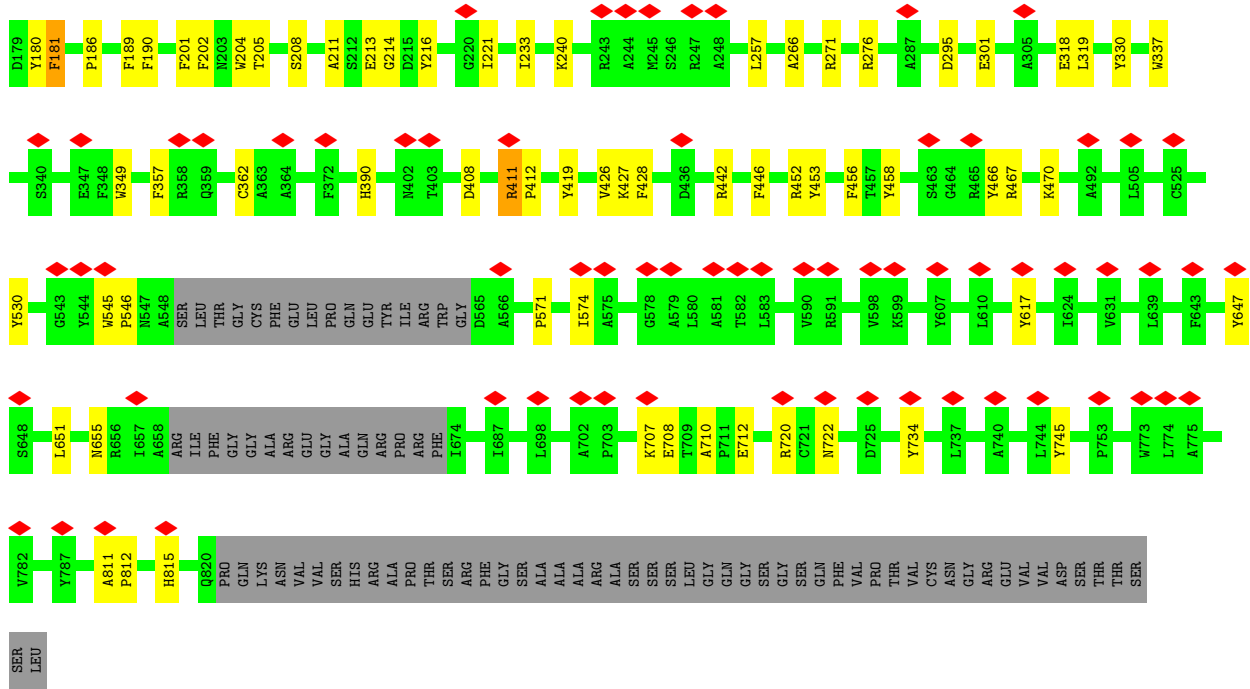 D179 Y180 F181 P186 F189 F190 F201 F202 N203 W204 T205 S208 A211 S212 E213 G214 D215 Y216 G220 I221 I233 K240 R243 A244 M245 S246 R247 A248 L257 A266 R271 R276 A287 D295 E301 A305 E318 L319 Y330 W337
S340 E347 F348 W349 F357 R358 Q359 C362 A363 A364 F372 H390 N402 T403 D408 R411 P412 Y419 V426 K427 F428 D436 R442 F446 R452 Y453 F456 T457 Y458 S463 G464 R465 Y466 R467 K470 A492 L505 C525
Y530 G543 Y544 W545 P546 N547 A548 SER LEU THR GLY CYS PHE GLU LEU PRO GLN GLU TYR ILE ARG TRP GLY D565 A566 P571 I574 A575 G578 A579 L580 A581 T582 L583 V590 R591 V598 K599 Y607 L610 Y617 I624 V631 L639 F643 Y647
S648 L651 N655 R656 I657 A658 ARG ILE PHE GLY GLY ALA ARG GLU GLY ALA GLN ARG PRO ARG PHE I674 I687 L698 A702 P703 K707 E708 T709 A710 P711 E712 R720 C721 N722 D725 Y734 L737 A740 L744 Y745 P753 W773 L774 A775
V782 Y787 A811 P812 H815 Q820 PRO GLN LYS ASN VAL VAL SER HIS ARG ALA PRO THR SER ARG PHE GLY SER ALA ALA ALA ARG ALA SER SER SER LEU GLY GLN GLY SER GLY SER GLN PHE VAL PRO THR VAL CYS ASN GLY ARG GLU VAL VAL ASP SER THR THR SER
SER LEU